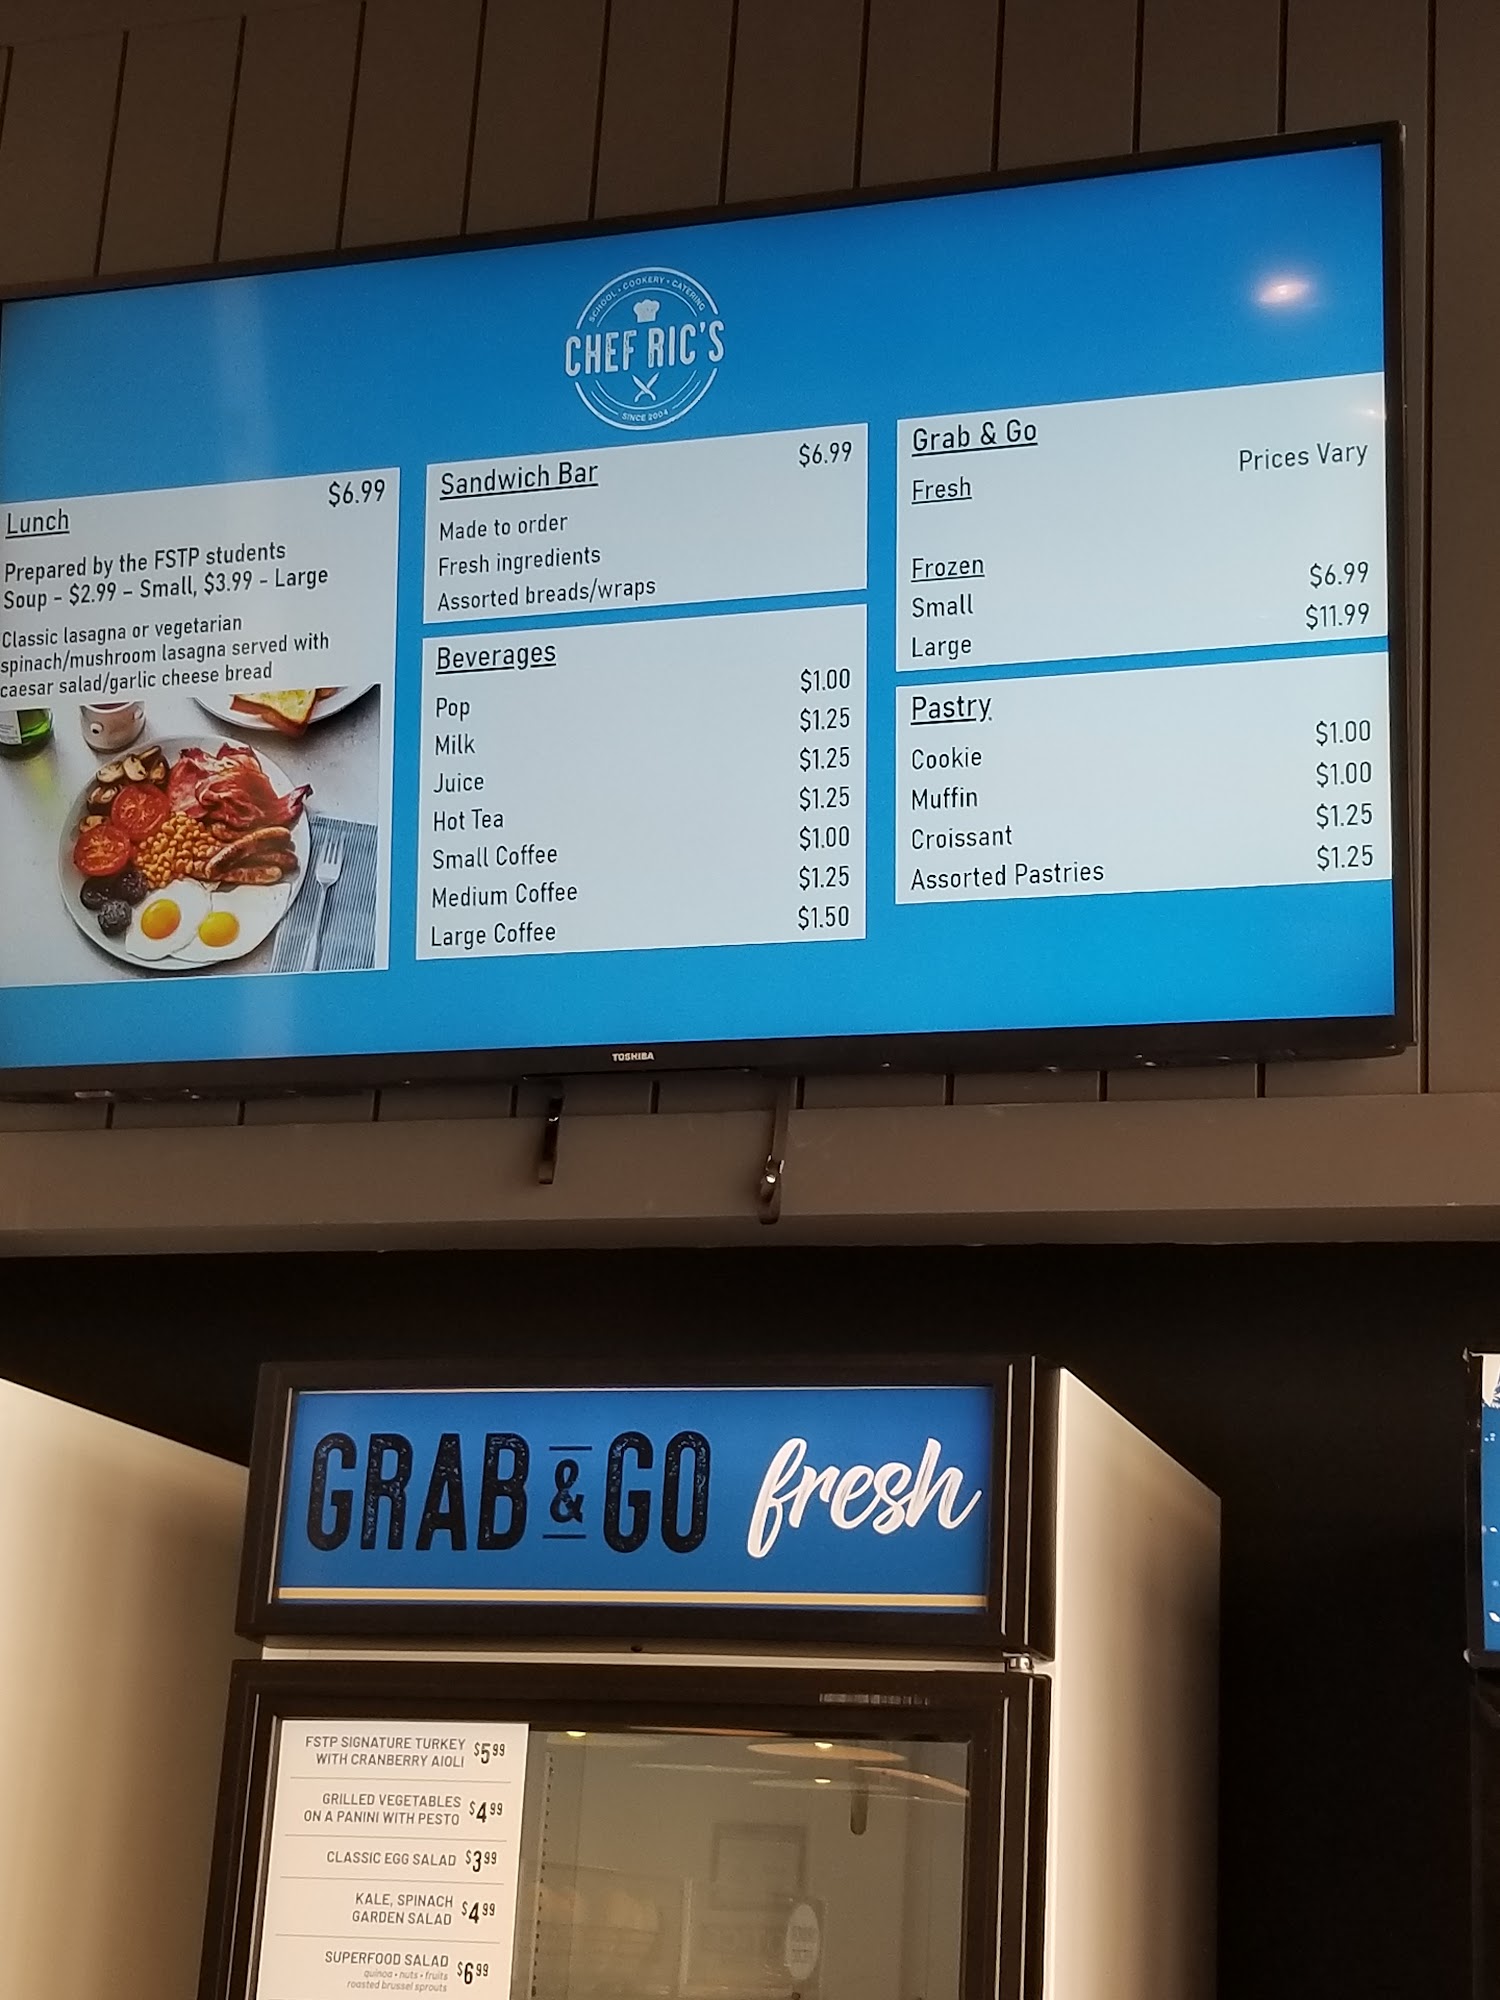 SCHOOL • COOKERY • CATERING
CHEF RIC'S
SINCE 2004
Lunch $6.99
Prepared by the FSTP students
Soup - $2.99 - Small, $3.99 - Large
Classic lasagna or vegetarian
spinach/mushroom lasagna served with
caesar salad/garlic cheese bread
Sandwich Bar $6.99
Made to order
Fresh ingredients
Assorted breads/wraps
Beverages
Pop $1.00
Milk $1.25
Juice $1.25
Hot Tea $1.25
Small Coffee $1.00
Medium Coffee $1.25
Large Coffee $1.50
Grab & Go
Prices Vary
Fresh
Frozen
Small $6.99
Large $11.99
Pastry
Cookie $1.00
Muffin $1.00
Croissant $1.25
Assorted Pastries $1.25
TOSHIBA
GRAB & GO fresh
FSTP SIGNATURE TURKEY
WITH CRANBERRY AIOLI $5.99
GRILLED VEGETABLES
ON A PANINI WITH PESTO $4.99
CLASSIC EGG SALAD $3.99
KALE, SPINACH
GARDEN SALAD $4.99
SUPERFOOD SALAD $6.99
quinoa • nuts • fruits
roasted brussel sprouts